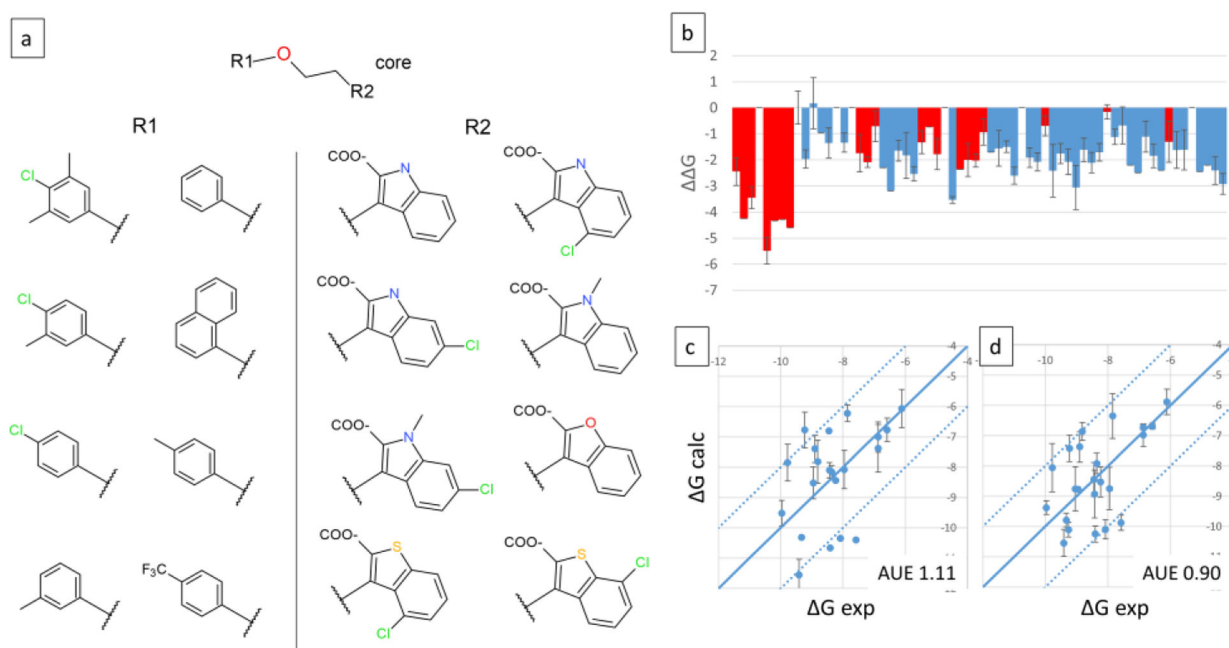 a
R1
O
core
R2
R1
R2
Cl
COO-
N
COO-
N
Cl
Cl
COO-
N
Cl
COO-
N
Cl
COO-
N
Cl
COO-
O
F₃C
COO-
S
Cl
COO-
S
Cl
b
ΔΔG
2
1
0
-1
-2
-3
-4
-5
-6
-7
c
-12
-10
-8
-6
-4
-4
-5
-6
-7
-8
-9
-10
ΔG calc
AUE 1.11
ΔG exp
d
-10
-8
-6
-4
-4
-5
-6
-7
-8
-9
-10
-11
AUE 0.90
ΔG exp